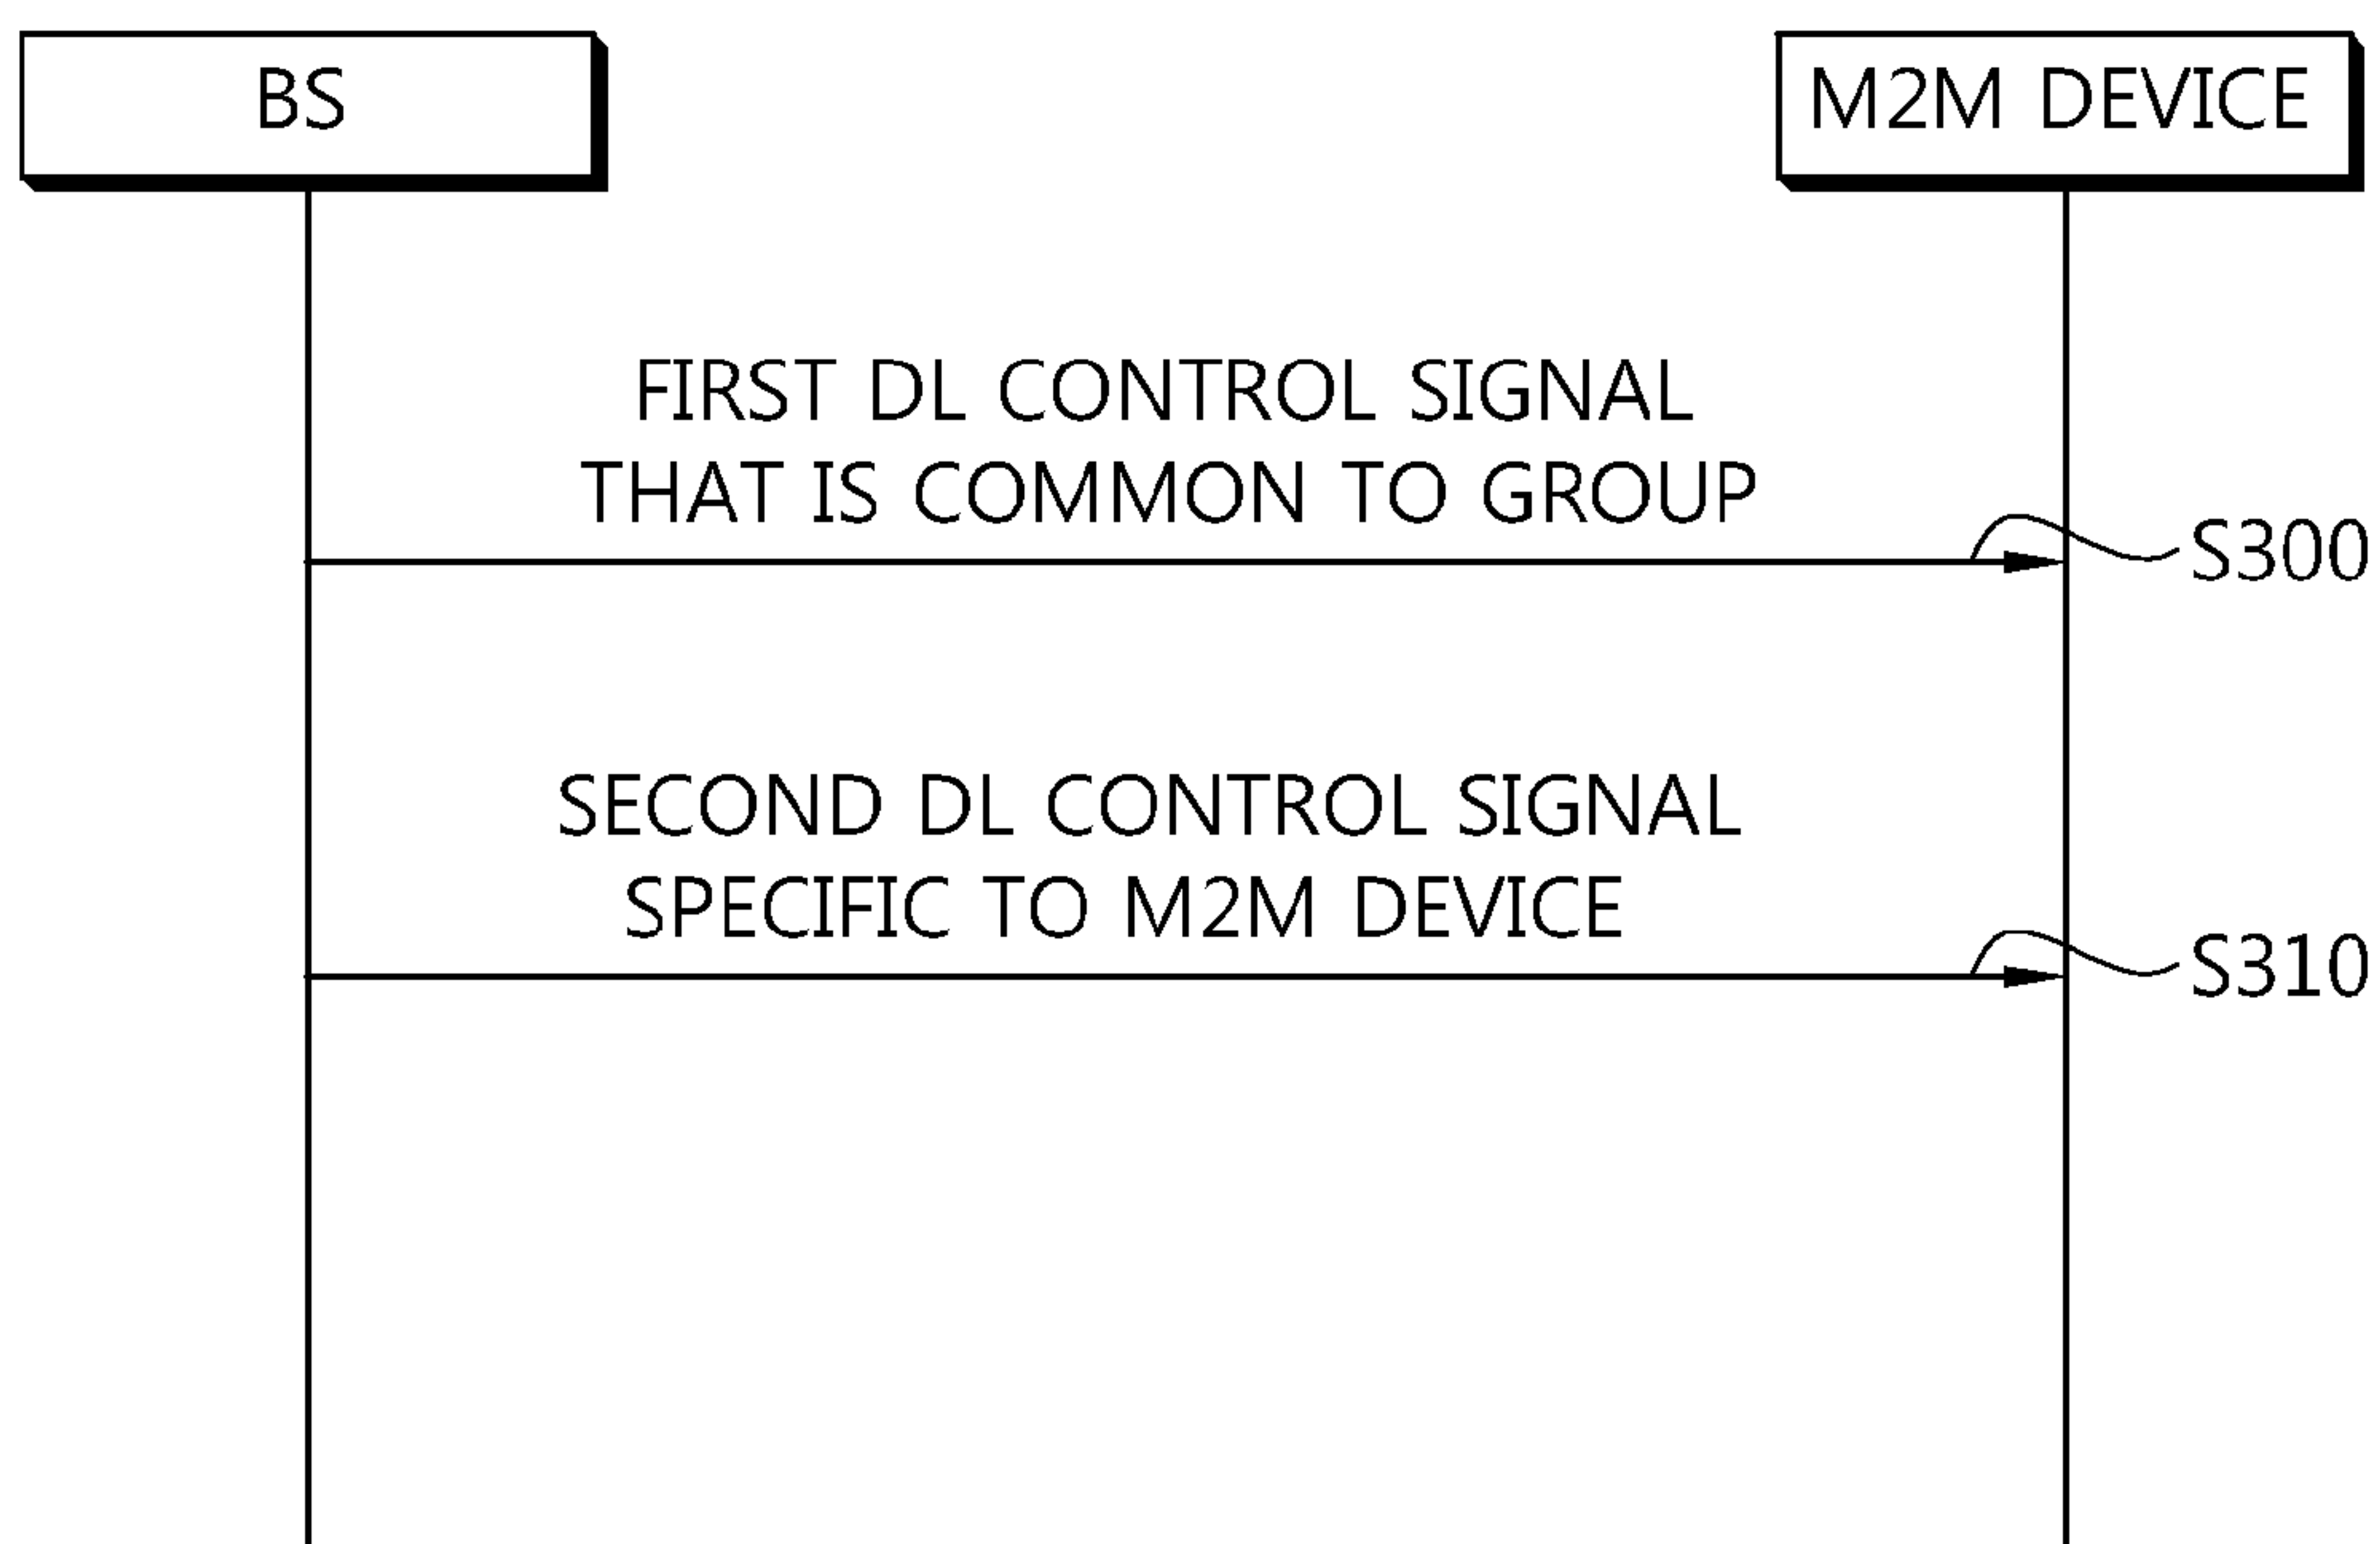 BS
M2M DEVICE
FIRST DL CONTROL SIGNAL
THAT IS COMMON TO GROUP
S300
SECOND DL CONTROL SIGNAL
SPECIFIC TO M2M DEVICE
S310